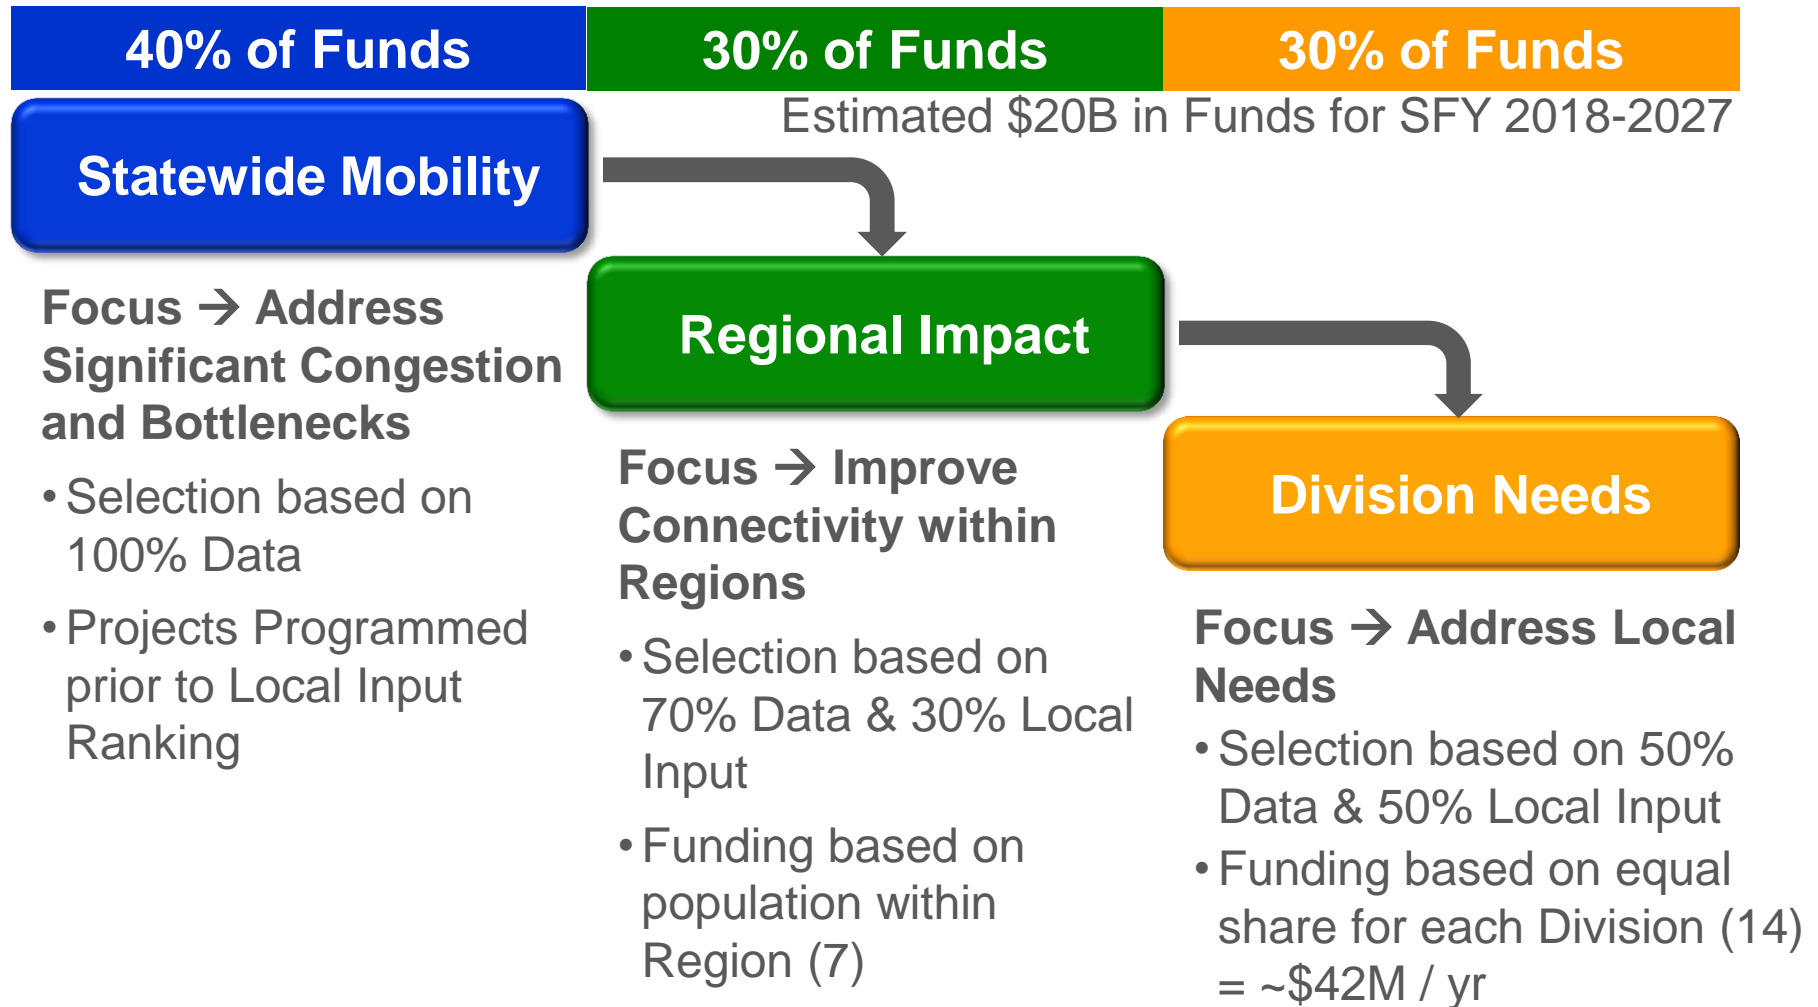 40% of Funds
30% of Funds
30% of Funds
Estimated $20B in Funds for SFY 2018-2027
Statewide Mobility
Focus → Address
Significant Congestion
and Bottlenecks
• Selection based on
100% Data
• Projects Programmed
prior to Local Input
Ranking
Regional Impact
Focus → Improve
Connectivity within
Regions
• Selection based on
70% Data & 30% Local
Input
• Funding based on
population within
Region (7)
Division Needs
Focus → Address Local
Needs
• Selection based on 50%
Data & 50% Local Input
• Funding based on equal
share for each Division (14)
= ~$42M / yr